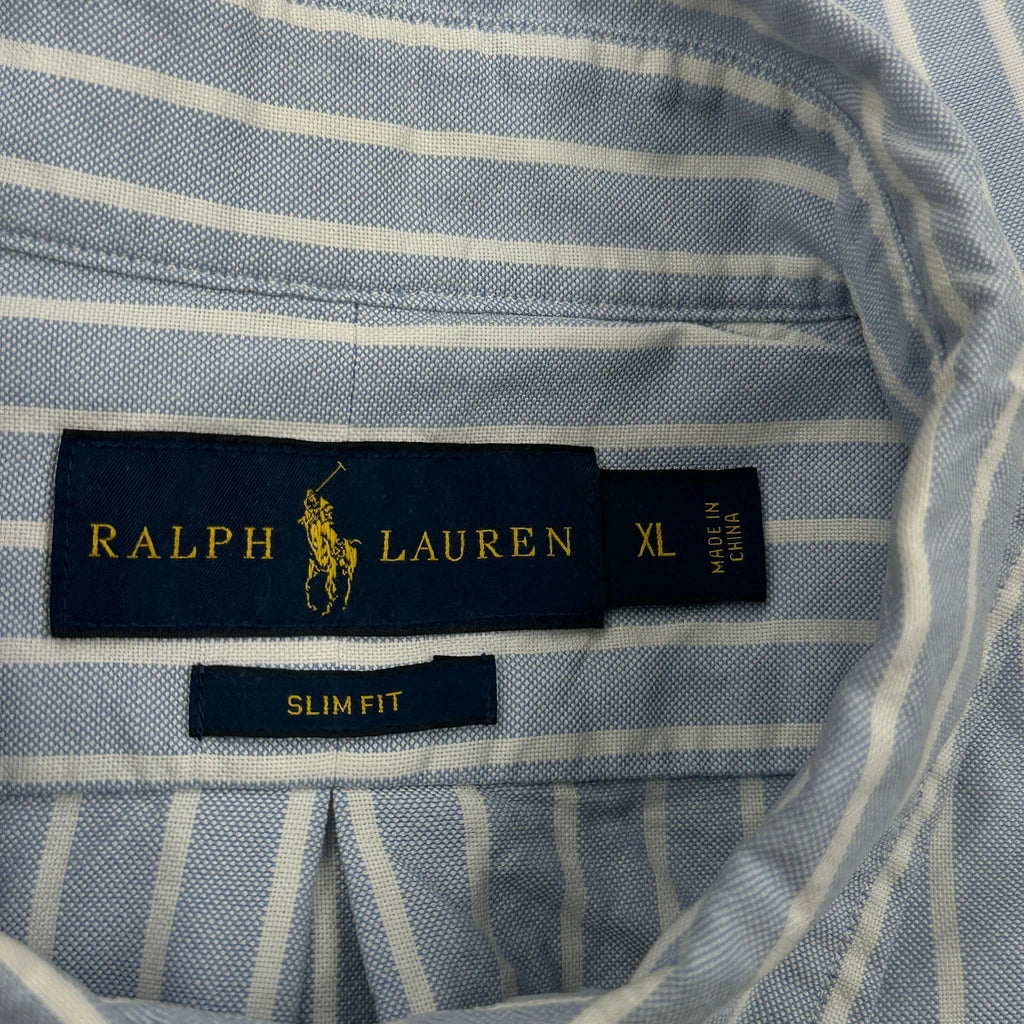 RALPH LAUREN
XL
MADE IN
CHINA
SLIM FIT